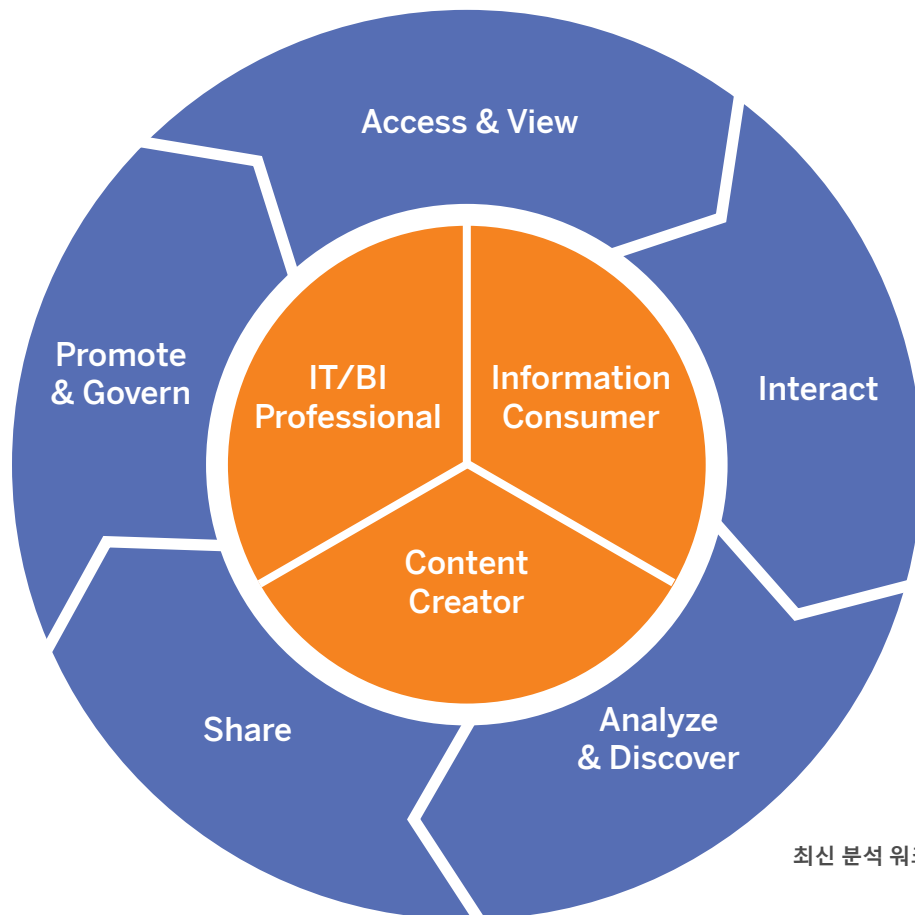 Access & View
Promote
& Govern
IT/BI
Professional
Information
Consumer
Interact
Content
Creator
Share
Analyze
& Discover
최신 분석